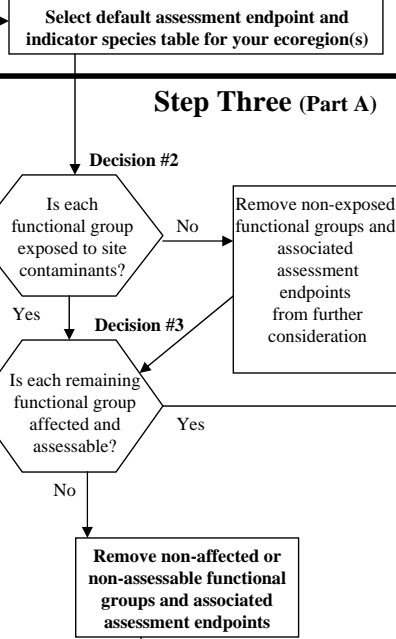 Select default assessment endpoint and
indicator species table for your ecoregion(s)
Step Three (Part A)
Decision #2
Is each
functional group
exposed to site
contaminants?
No
Remove non-exposed
functional groups and
associated
assessment
endpoints
from further
consideration
Yes
Decision #3
Is each remaining
functional group
affected and
assessable?
Yes
No
Remove non-affected or
non-assessable functional
groups and associated
assessment endpoints